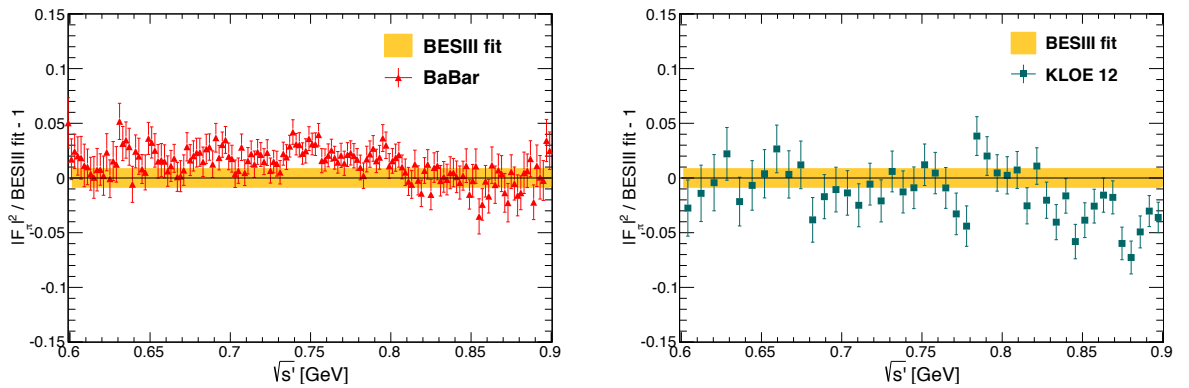 0.15
0.1
0.05
0
-0.05
-0.1
-0.15
|F_π|² / BESIII fit - 1
BESIII fit
BaBar
0.6 0.65 0.7 0.75 0.8 0.85 0.9
√s' [GeV]
0.15
0.1
0.05
0
-0.05
-0.1
-0.15
|F_π|² / BESIII fit - 1
BESIII fit
KLOE 12
0.6 0.65 0.7 0.75 0.8 0.85 0.9
√s' [GeV]